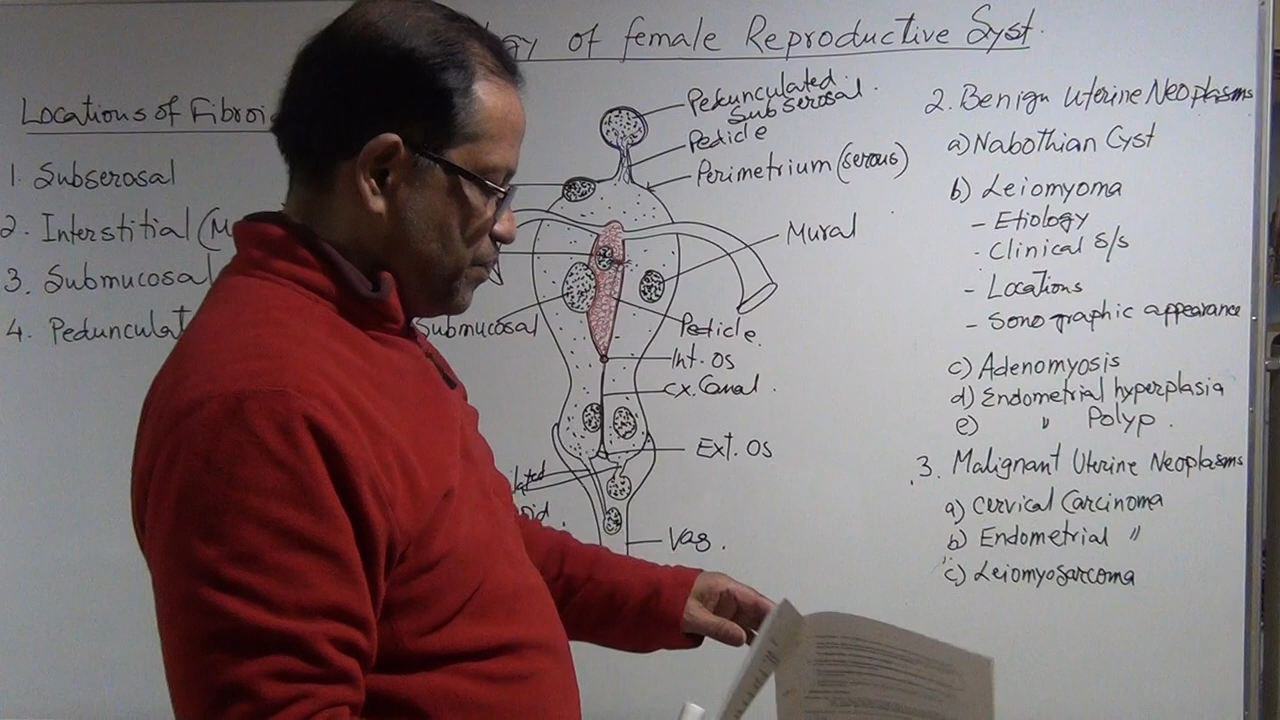 of female Reproductive Syst.
Locations of Fibroi
1. Subserosal
2. Interstitial (M
3. Submucosal
4. Pedunculat
Pedunculated
Subserosal.
Pedicle
Perimetrium (serous)
Mural
Submucosal
Pedicle.
Int. Os
Cx. Canal.
Ext. Os
lated
oid.
Vag.
2. Benign Uterine Neoplasms
a) Nabothian Cyst
b) Leiomyoma
- Etiology
- Clinical S/s
- Locations
- Sonographic appearance
c) Adenomyosis
d) Endometrial hyperplasia
e) " Polyp.
3. Malignant Uterine Neoplasms
a) Cervical Carcinoma
b) Endometrial "
c) Leiomyosarcoma